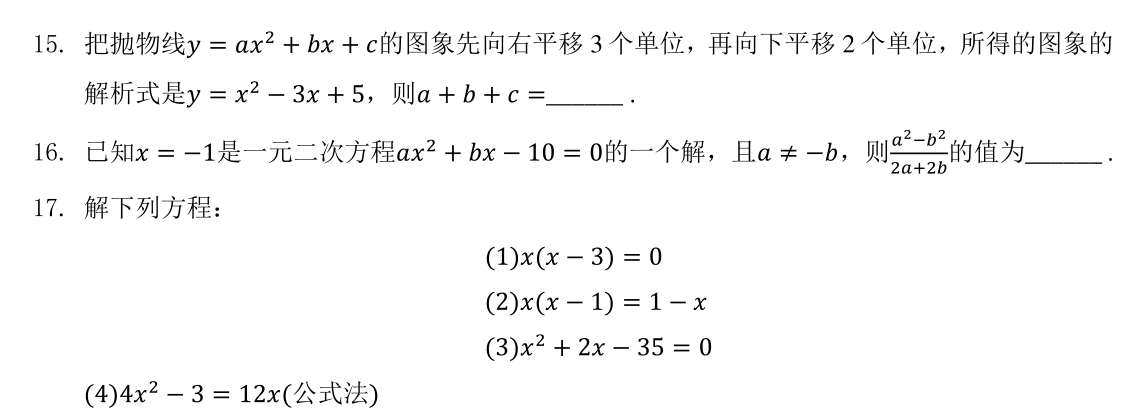 15. 把抛物线y = ax² + bx + c的图象先向右平移 3 个单位，再向下平移 2 个单位，所得的图象的
解析式是y = x² − 3x + 5，则a + b + c =______ .
16. 已知x = −1是一元二次方程ax² + bx − 10 = 0的一个解，且a ≠ −b，则\frac{a²−b²}{2a+2b}的值为______ .
17. 解下列方程：
(1)x(x − 3) = 0
(2)x(x − 1) = 1 − x
(3)x² + 2x − 35 = 0
(4)4x² − 3 = 12x(公式法)